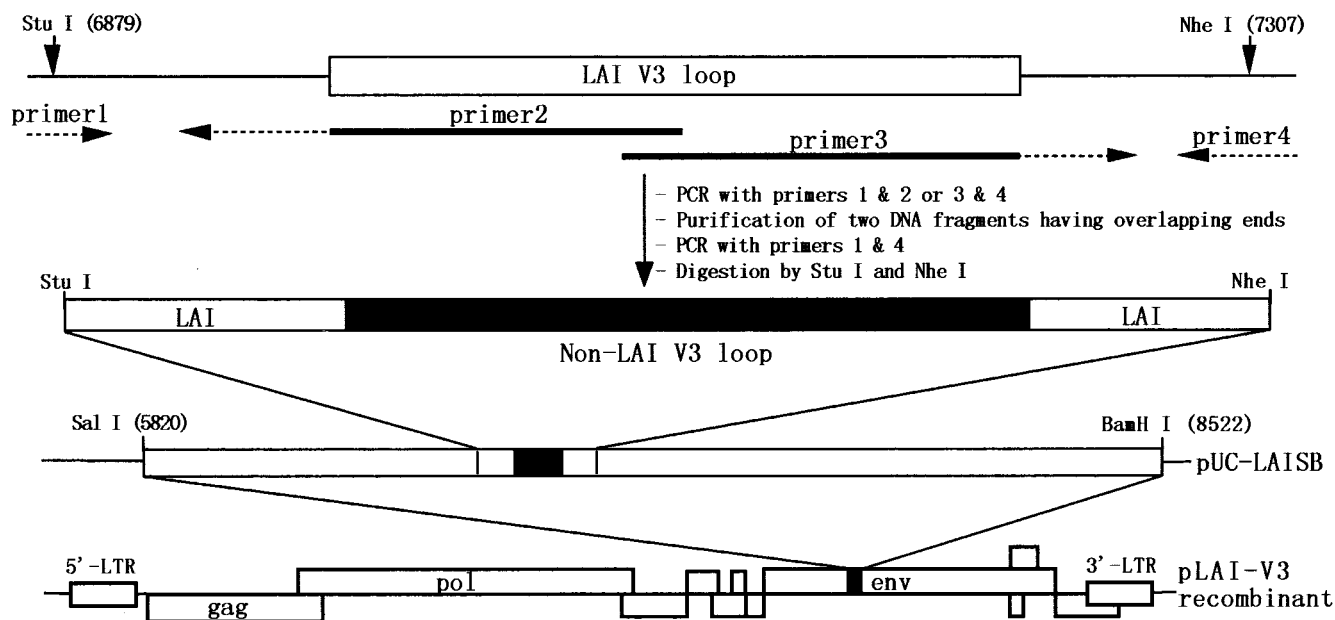 Stu I (6879)
Nhe I (7307)
LAI V3 loop
primer1
primer2
primer3
primer4
- PCR with primers 1 & 2 or 3 & 4
- Purification of two DNA fragments having overlapping ends
- PCR with primers 1 & 4
- Digestion by Stu I and Nhe I
Stu I
Nhe I
LAI
LAI
Non-LAI V3 loop
Sal I (5820)
BamH I (8522)
pUC-LAISB
5'-LTR
3'-LTR
pol
env
gag
pLAI-V3
recombinant